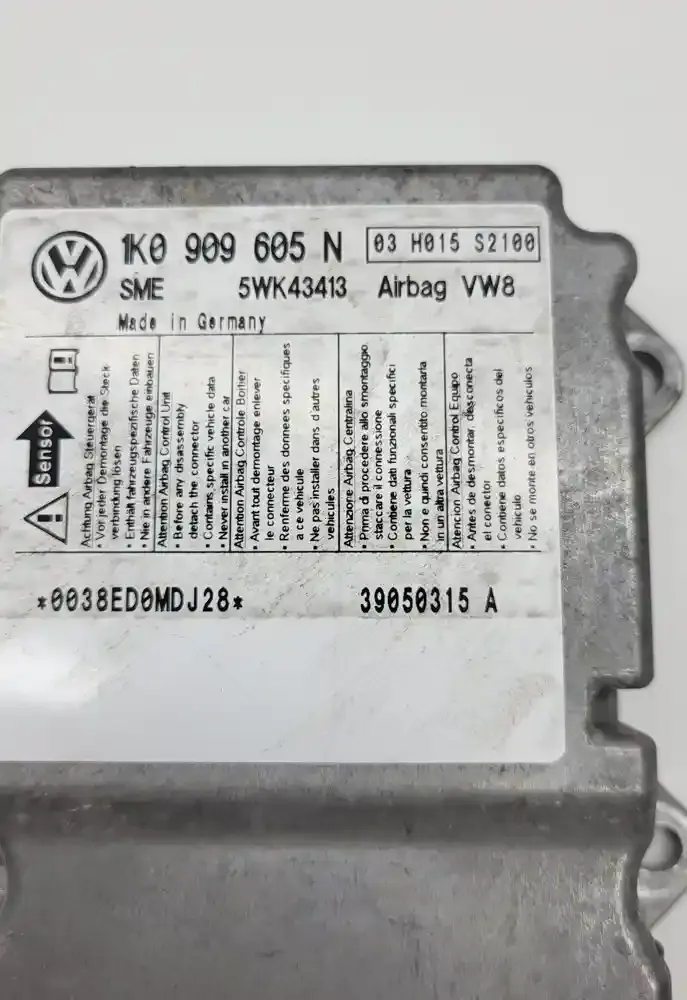 1K0 909 605 N
03 H015 S2100
SME
5WK43413
Airbag VW8
Made in Germany
Sensor
Achtung Airbag Steuergerät
• Vor jeder Demontage die Steck-
verbindung lösen
• Enthält fahrzeugspezifische Daten
• Nie in andere Fahrzeuge einbauen
Attention Airbag Control Unit
• Before any disassembly
detach the connector
• Contains specific vehicle data
• Never install in another car
Attention Airbag Controle Boitier
• Avant tout demontage enlever
le connecteur
• Renferme des donnees specifiques
a ce vehicule
• Ne pas installer dans d'autres
vehicules
Attenzione Airbag Centralina
• Prima di procedere allo smontaggio
staccare il connessione
• Contiene dati funzionali specifici
per la vettura
• Non e quindi consentito montarla
in un altra vettura
Atencion Airbag Control Equipo
• Antes de desmontar, desconecta
el conector
• Contiene datos especificos del
vehiculo
• No se monte en otros vehiculos
*0038ED0MDJ28*
39050315 A